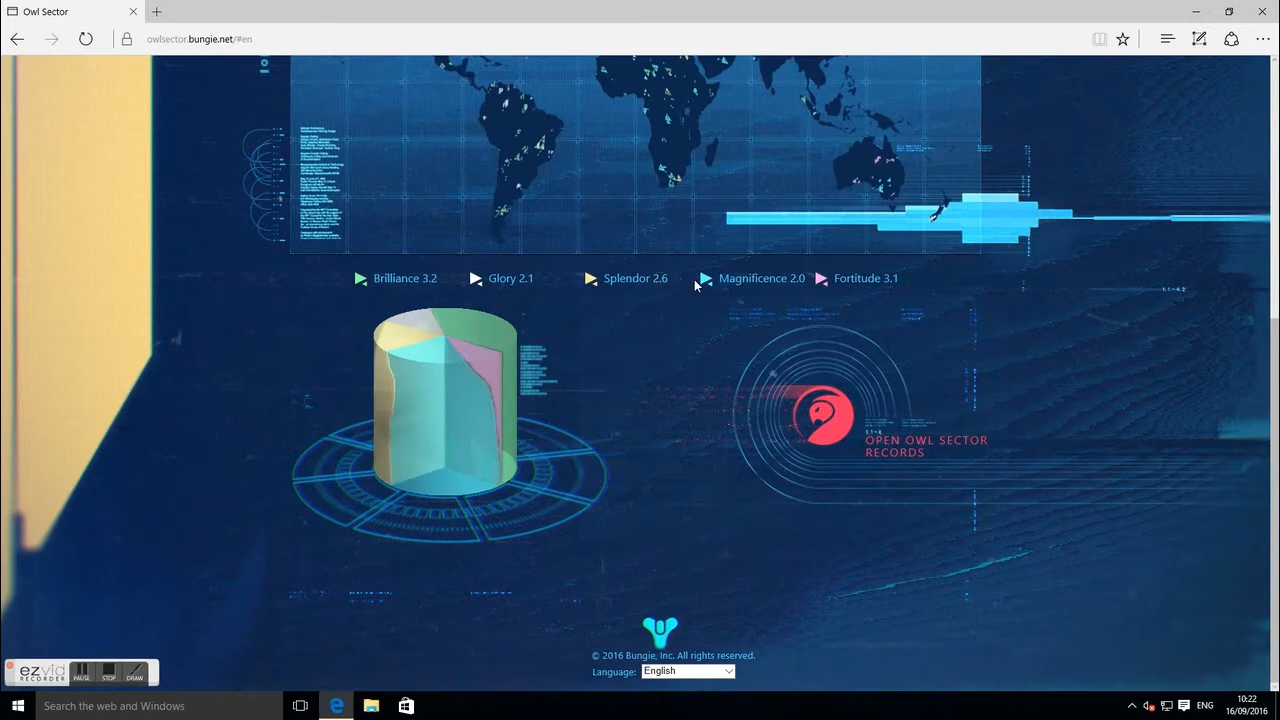 Owl Sector
owlsector.bungie.net/#en
Brilliance 3.2
Glory 2.1
Splendor 2.6
Magnificence 2.0
Fortitude 3.1
OPEN OWL SECTOR
RECORDS
© 2016 Bungie, Inc. All rights reserved.
Language: English
ezvid
RECORDER
PAUSE
STOP
DRAW
Search the web and Windows
ENG
10:22
16/09/2016